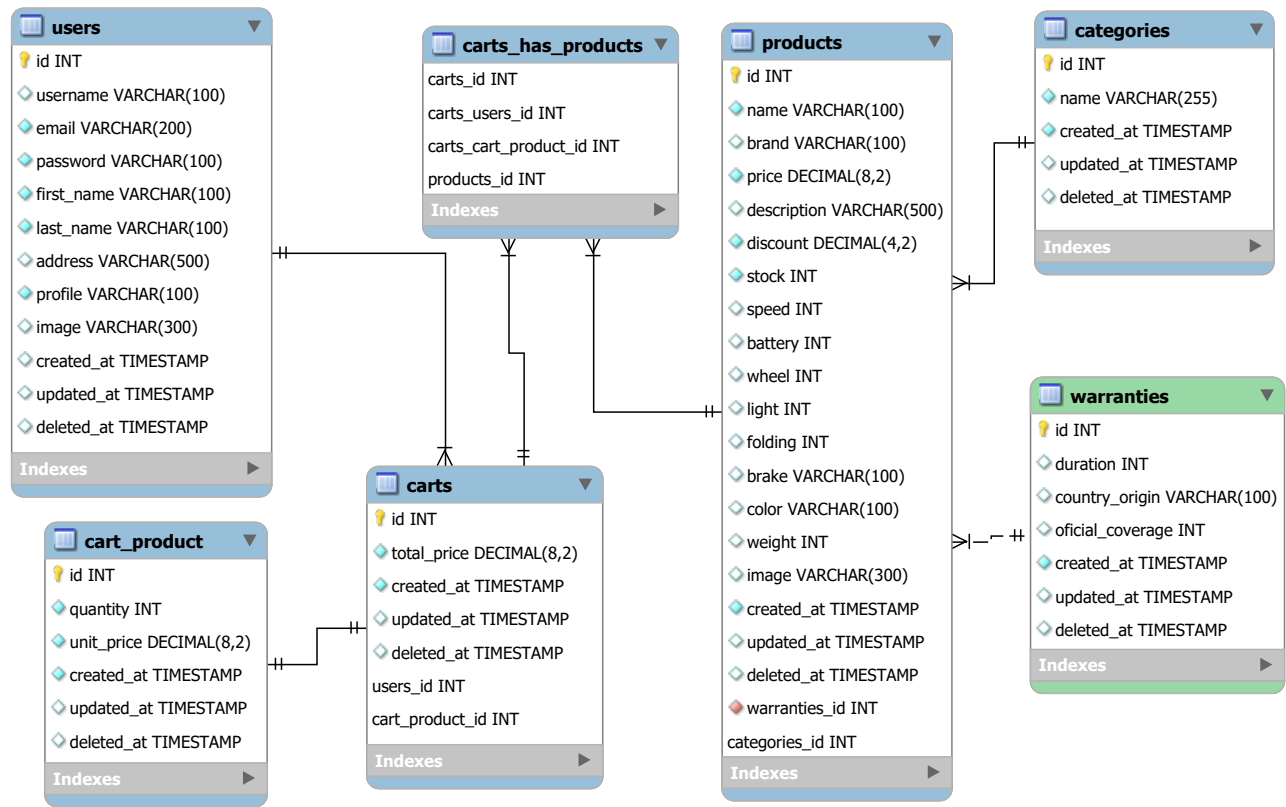 users
id INT
username VARCHAR(100)
email VARCHAR(200)
password VARCHAR(100)
first_name VARCHAR(100)
last_name VARCHAR(100)
address VARCHAR(500)
profile VARCHAR(100)
image VARCHAR(300)
created_at TIMESTAMP
updated_at TIMESTAMP
deleted_at TIMESTAMP
Indexes
carts_has_products
carts_id INT
carts_users_id INT
carts_cart_product_id INT
products_id INT
Indexes
products
id INT
name VARCHAR(100)
brand VARCHAR(100)
price DECIMAL(8,2)
description VARCHAR(500)
discount DECIMAL(4,2)
stock INT
speed INT
battery INT
wheel INT
light INT
folding INT
brake VARCHAR(100)
color VARCHAR(100)
weight INT
image VARCHAR(300)
created_at TIMESTAMP
updated_at TIMESTAMP
deleted_at TIMESTAMP
warranties_id INT
categories_id INT
Indexes
categories
id INT
name VARCHAR(255)
created_at TIMESTAMP
updated_at TIMESTAMP
deleted_at TIMESTAMP
Indexes
warranties
id INT
duration INT
country_origin VARCHAR(100)
oficial_coverage INT
created_at TIMESTAMP
updated_at TIMESTAMP
deleted_at TIMESTAMP
Indexes
cart_product
id INT
quantity INT
unit_price DECIMAL(8,2)
created_at TIMESTAMP
updated_at TIMESTAMP
deleted_at TIMESTAMP
Indexes
carts
id INT
total_price DECIMAL(8,2)
created_at TIMESTAMP
updated_at TIMESTAMP
deleted_at TIMESTAMP
users_id INT
cart_product_id INT
Indexes